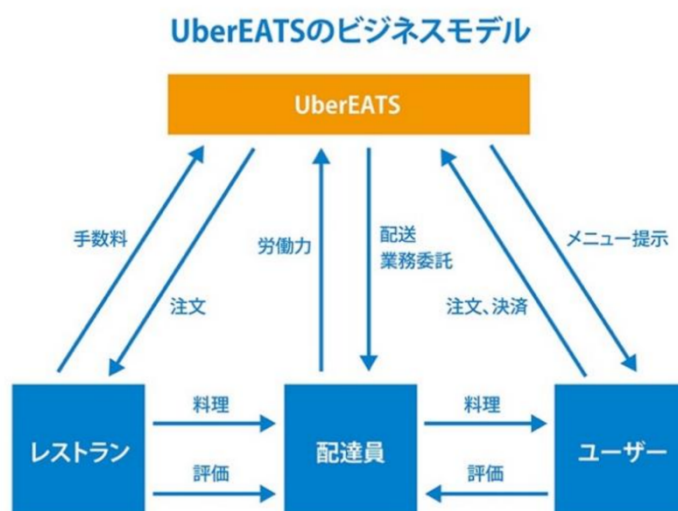 UberEATSのビジネスモデル
UberEATS
手数料
注文
労働力
配送
業務委託
注文、決済
メニュー提示
レストラン
料理
評価
配達員
料理
評価
ユーザー